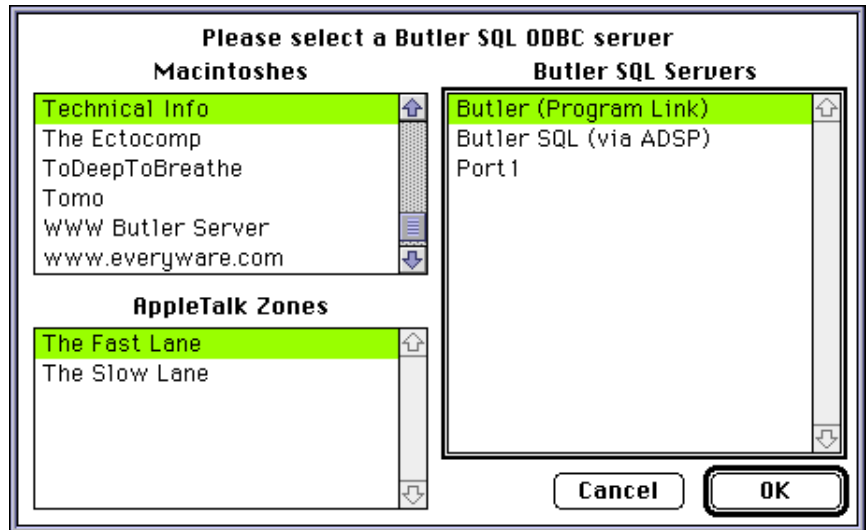 Please select a Butler SQL ODBC server
Macintoshes
Technical Info
The Ectocomp
ToDeepToBreathe
Tomo
WWW Butler Server
www.everyware.com
AppleTalk Zones
The Fast Lane
The Slow Lane
Butler SQL Servers
Butler (Program Link)
Butler SQL (via ADSP)
Port1
Cancel
OK